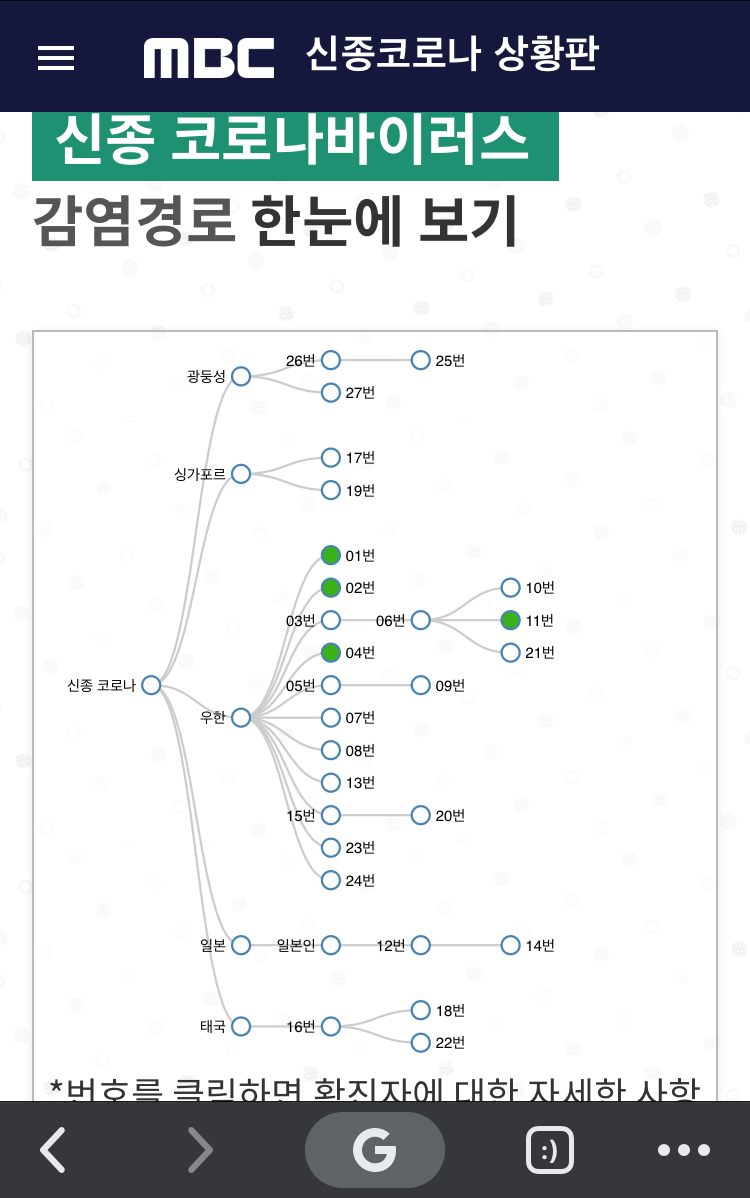 MBC 신종코로나 상황판
신종 코로나바이러스
감염경로 한눈에 보기
26번 25번
광둥성
27번
17번
싱가포르
19번
01번
02번
10번
03번 06번 11번
04번 21번
신종 코로나 05번 09번
우한 07번
08번
13번
15번 20번
23번
24번
일본 일본인 12번 14번
18번
태국 16번
22번
*번호를 클릭하면 확진자에 대한 자세한 사항
G
:)